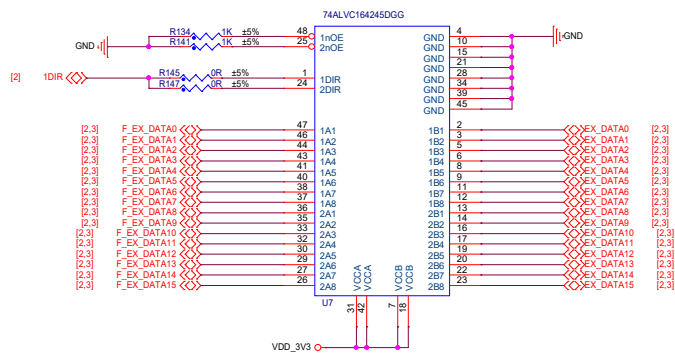 74ALVC164245DGG
R134 1K ±5% 48 1nOE GND 4 GND
GND R141 1K ±5% 25 2nOE GND 10
GND 15
GND 21
[2] 1DIR R145 0R ±5% 1 1DIR GND 28
R147 0R ±5% 24 2DIR GND 34
GND 39
GND 45
[2,3] F_EX_DATA0 47 1A1 1B1 2 EX_DATA0 [2,3]
[2,3] F_EX_DATA1 46 1A2 1B2 3 EX_DATA1 [2,3]
[2,3] F_EX_DATA2 44 1A3 1B3 5 EX_DATA2 [2,3]
[2,3] F_EX_DATA3 43 1A4 1B4 6 EX_DATA3 [2,3]
[2,3] F_EX_DATA4 41 1A5 1B5 8 EX_DATA4 [2,3]
[2,3] F_EX_DATA5 40 1A6 1B6 9 EX_DATA5 [2,3]
[2,3] F_EX_DATA6 38 1A7 1B7 11 EX_DATA6 [2,3]
[2,3] F_EX_DATA7 37 1A8 1B8 12 EX_DATA7 [2,3]
[2,3] F_EX_DATA8 36 2A1 2B1 13 EX_DATA8 [2,3]
[2,3] F_EX_DATA9 35 2A2 2B2 14 EX_DATA9 [2,3]
[2,3] F_EX_DATA10 33 2A3 2B3 16 EX_DATA10 [2,3]
[2,3] F_EX_DATA11 32 2A4 2B4 17 EX_DATA11 [2,3]
[2,3] F_EX_DATA12 30 2A5 2B5 19 EX_DATA12 [2,3]
[2,3] F_EX_DATA13 29 2A6 2B6 20 EX_DATA13 [2,3]
[2,3] F_EX_DATA14 27 2A7 2B7 22 EX_DATA14 [2,3]
[2,3] F_EX_DATA15 26 2A8 2B8 23 EX_DATA15 [2,3]
VCCA VCCA VCCB VCCB
U7 31 42 7 18
VDD_3V3